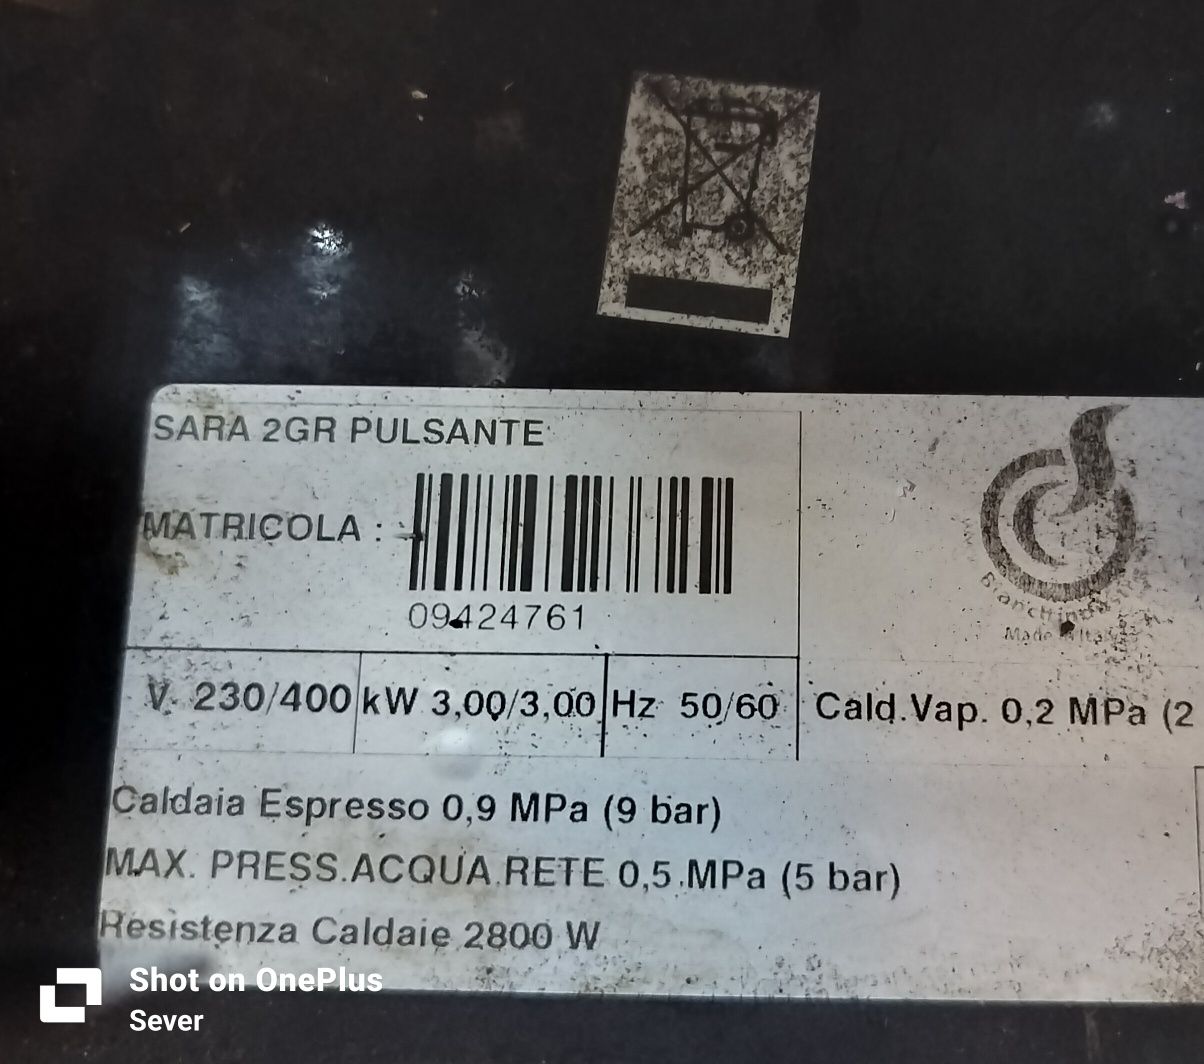 SARA 2GR PULSANTE
MATRICOLA :
09424761
Made in Ita
V. 230/400 kW 3,00/3,00 Hz 50/60 Cald.Vap. 0,2 MPa (2
Caldaia Espresso 0,9 MPa (9 bar)
MAX. PRESS.ACQUA RETE 0,5 MPa (5 bar)
Resistenza Caldaie 2800 W
Shot on OnePlus
Sever